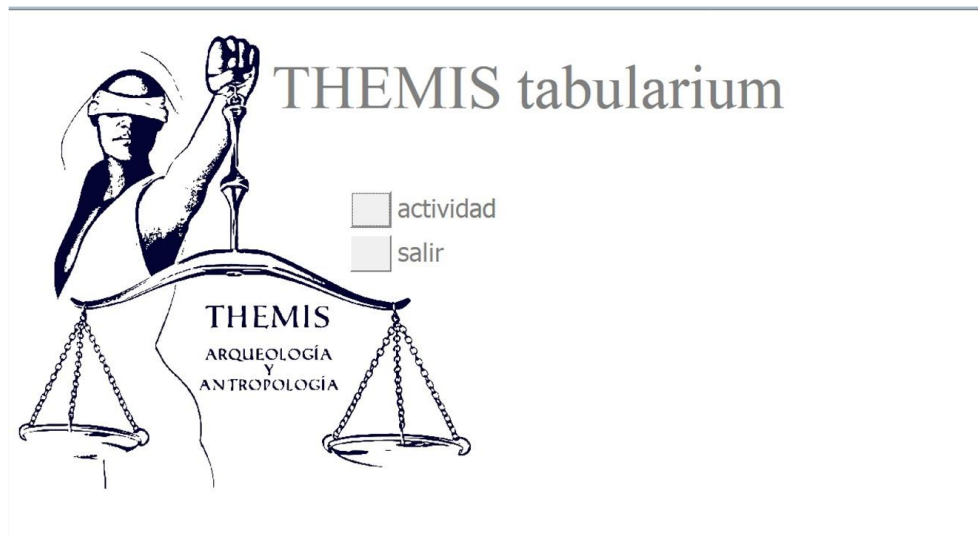 THEMIS tabularium
actividad
salir
THEMIS
ARQUEOLOGÍA
Y
ANTROPOLOGÍA